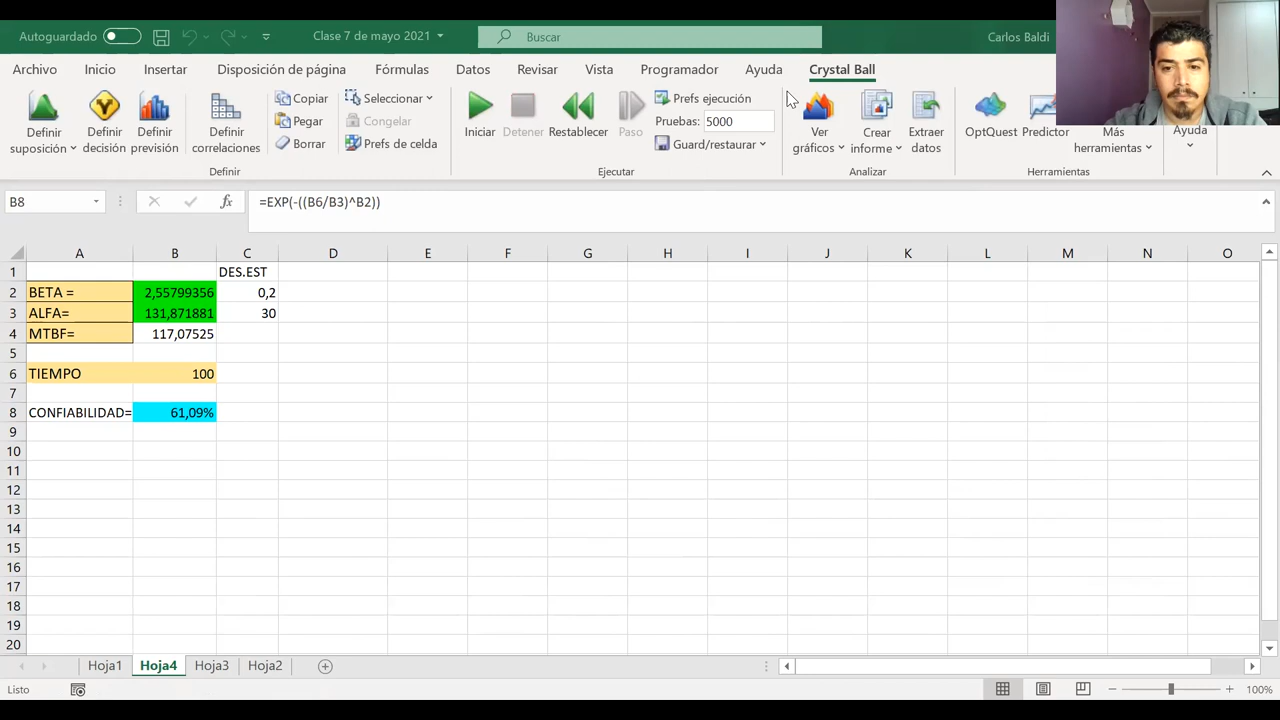 Autoguardado
Clase 7 de mayo 2021
Buscar
Carlos Baldi
Archivo
Inicio
Insertar
Disposición de página
Fórmulas
Datos
Revisar
Vista
Programador
Ayuda
Crystal Ball
Definir suposición
Definir decisión
Definir previsión
Definir correlaciones
Copiar
Pegar
Borrar
Seleccionar
Congelar
Prefs de celda
Definir
Iniciar
Detener
Restablecer
Paso
Prefs ejecución
Pruebas: 5000
Guard/restaurar
Ejecutar
Ver gráficos
Crear informe
Extraer datos
Analizar
OptQuest
Predictor
Más herramientas
Herramientas
Ayuda
B8
fx
=EXP(-((B6/B3)^B2))
A B C D E F G H I J K L M N O
1 DES.EST
2 BETA = 2,55799356 0,2
3 ALFA= 131,871881 30
4 MTBF= 117,07525
5
6 TIEMPO 100
7
8 CONFIABILIDAD= 61,09%
9
10
11
12
13
14
15
16
17
18
19
20
Hoja1 Hoja4 Hoja3 Hoja2
Listo
100%